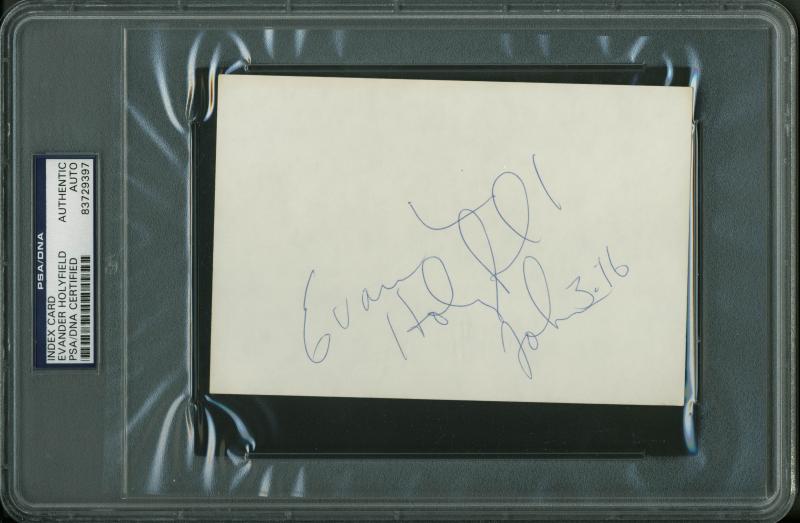 PSA/DNA
INDEX CARD
EVANDER HOLYFIELD
PSA/DNA CERTIFIED
AUTHENTIC
AUTO
83729397
Evander
Holyfield
John 3:16